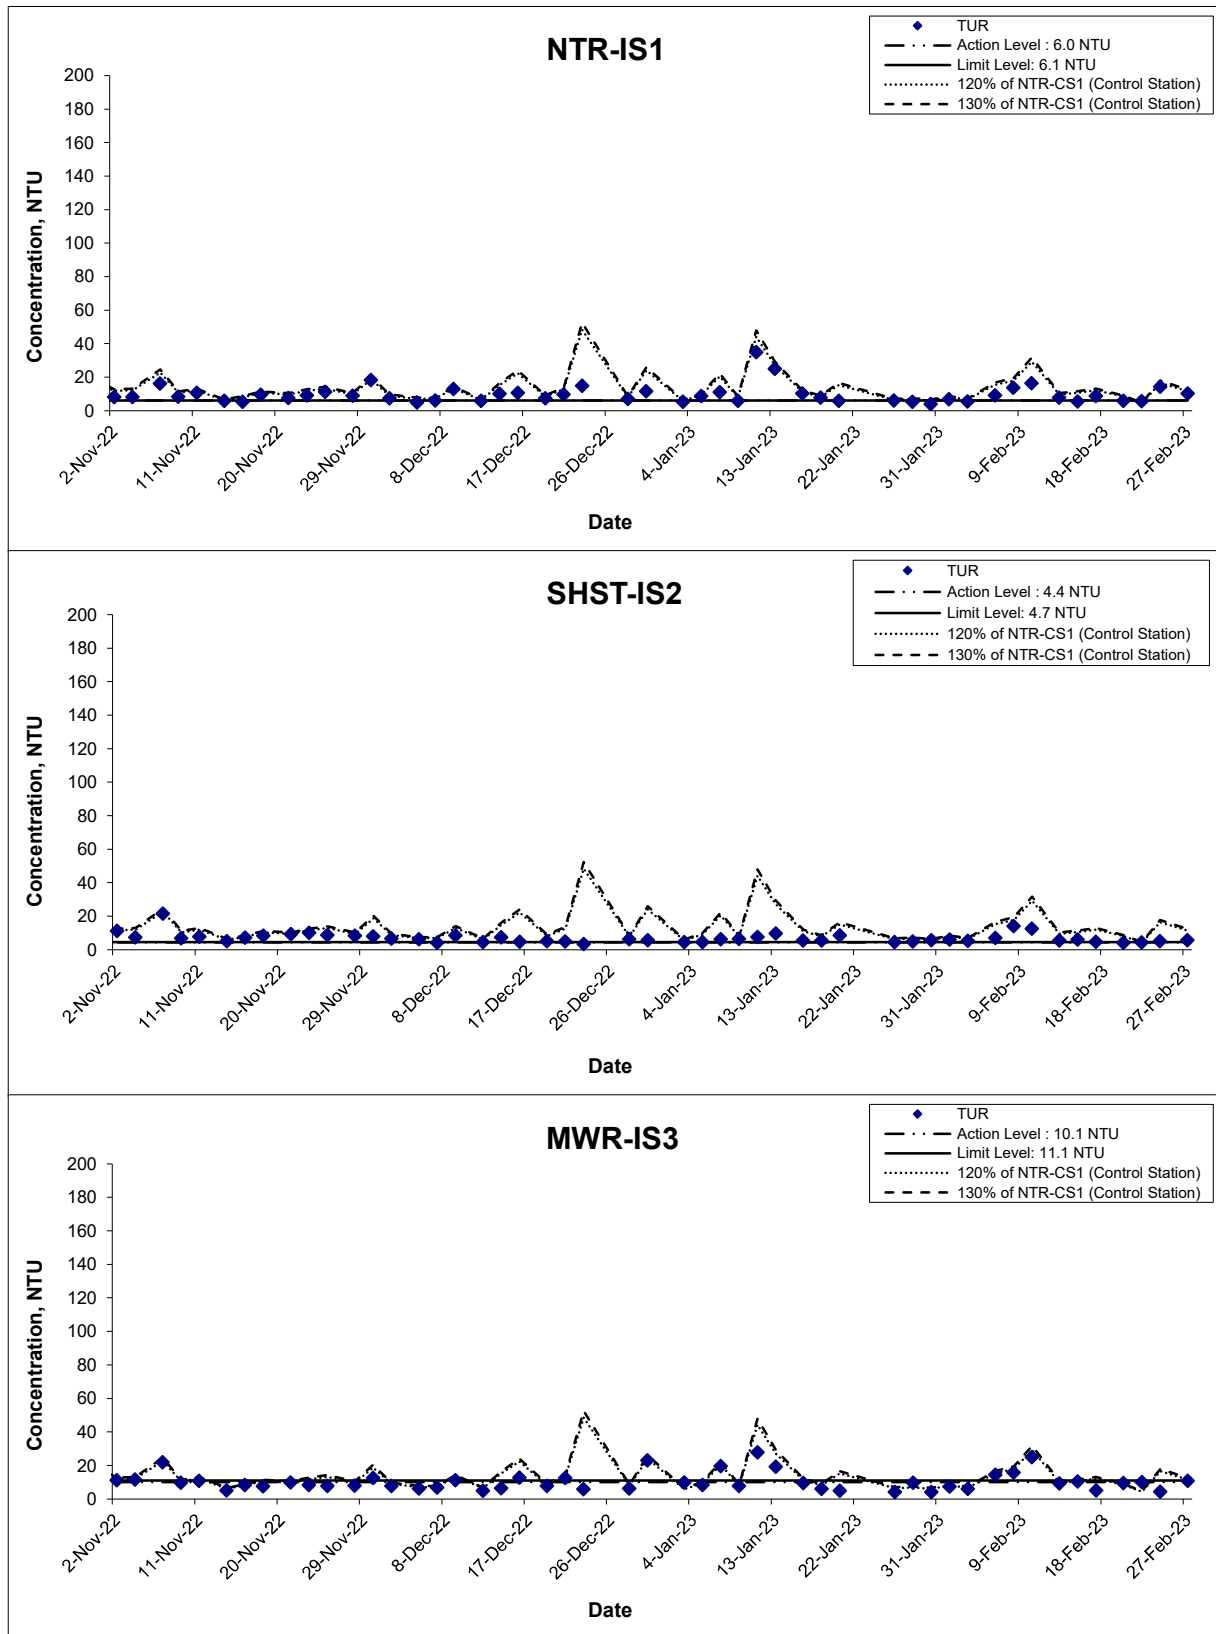 NTR-IS1
TUR
Action Level : 6.0 NTU
Limit Level: 6.1 NTU
120% of NTR-CS1 (Control Station)
130% of NTR-CS1 (Control Station)
Concentration, NTU
200
180
160
140
120
100
80
60
40
20
0
2-Nov-22
11-Nov-22
20-Nov-22
29-Nov-22
8-Dec-22
17-Dec-22
26-Dec-22
4-Jan-23
13-Jan-23
22-Jan-23
31-Jan-23
9-Feb-23
18-Feb-23
27-Feb-23
Date
SHST-IS2
TUR
Action Level : 4.4 NTU
Limit Level: 4.7 NTU
120% of NTR-CS1 (Control Station)
130% of NTR-CS1 (Control Station)
Concentration, NTU
200
180
160
140
120
100
80
60
40
20
0
2-Nov-22
11-Nov-22
20-Nov-22
29-Nov-22
8-Dec-22
17-Dec-22
26-Dec-22
4-Jan-23
13-Jan-23
22-Jan-23
31-Jan-23
9-Feb-23
18-Feb-23
27-Feb-23
Date
MWR-IS3
TUR
Action Level : 10.1 NTU
Limit Level: 11.1 NTU
120% of NTR-CS1 (Control Station)
130% of NTR-CS1 (Control Station)
Concentration, NTU
200
180
160
140
120
100
80
60
40
20
0
2-Nov-22
11-Nov-22
20-Nov-22
29-Nov-22
8-Dec-22
17-Dec-22
26-Dec-22
4-Jan-23
13-Jan-23
22-Jan-23
31-Jan-23
9-Feb-23
18-Feb-23
27-Feb-23
Date